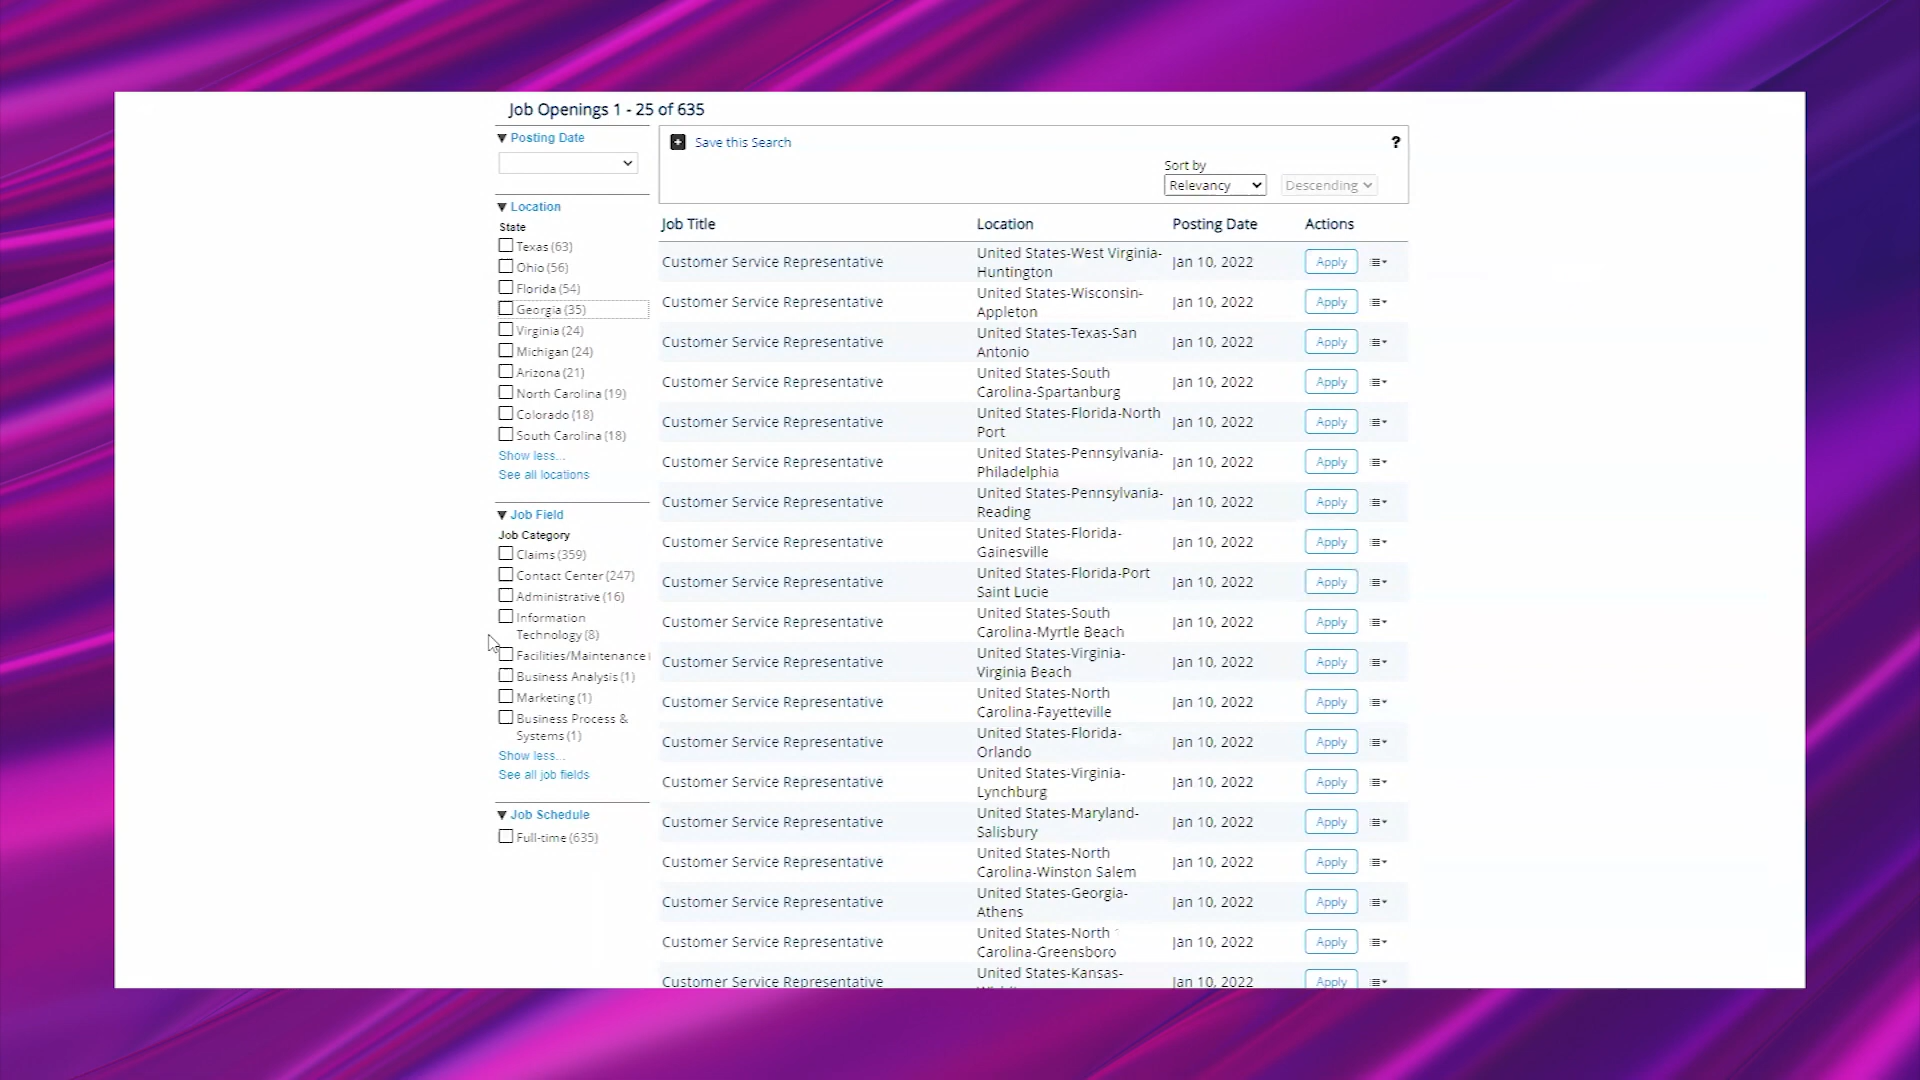 Job Openings 1 - 25 of 635
Posting Date
Location
State
Texas (63)
Ohio (56)
Florida (54)
Georgia (35)
Virginia (24)
Michigan (24)
Arizona (21)
North Carolina (19)
Colorado (18)
South Carolina (18)
Show less...
See all locations
Job Field
Job Category
Claims (359)
Contact Center (247)
Administrative (16)
Information
Technology (8)
Facilities/Maintenance
Business Analysis (1)
Marketing (1)
Business Process &
Systems (1)
Show less...
See all job fields
Job Schedule
Full-time (635)
Save this Search
?
Sort by
Relevancy Descending
Job Title Location Posting Date Actions
Customer Service Representative United States-West Virginia- Jan 10, 2022 Apply
Huntington
Customer Service Representative United States-Wisconsin- Jan 10, 2022 Apply
Appleton
Customer Service Representative United States-Texas-San Jan 10, 2022 Apply
Antonio
Customer Service Representative United States-South Jan 10, 2022 Apply
Carolina-Spartanburg
Customer Service Representative United States-Florida-North Jan 10, 2022 Apply
Port
Customer Service Representative United States-Pennsylvania- Jan 10, 2022 Apply
Philadelphia
Customer Service Representative United States-Pennsylvania- Jan 10, 2022 Apply
Reading
Customer Service Representative United States-Florida- Jan 10, 2022 Apply
Gainesville
Customer Service Representative United States-Florida-Port Jan 10, 2022 Apply
Saint Lucie
Customer Service Representative United States-South Jan 10, 2022 Apply
Carolina-Myrtle Beach
Customer Service Representative United States-Virginia- Jan 10, 2022 Apply
Virginia Beach
Customer Service Representative United States-North Jan 10, 2022 Apply
Carolina-Fayetteville
Customer Service Representative United States-Florida- Jan 10, 2022 Apply
Orlando
Customer Service Representative United States-Virginia- Jan 10, 2022 Apply
Lynchburg
Customer Service Representative United States-Maryland- Jan 10, 2022 Apply
Salisbury
Customer Service Representative United States-North Jan 10, 2022 Apply
Carolina-Winston Salem
Customer Service Representative United States-Georgia- Jan 10, 2022 Apply
Athens
Customer Service Representative United States-North Jan 10, 2022 Apply
Carolina-Greensboro
Customer Service Representative United States-Kansas- Jan 10, 2022 Apply